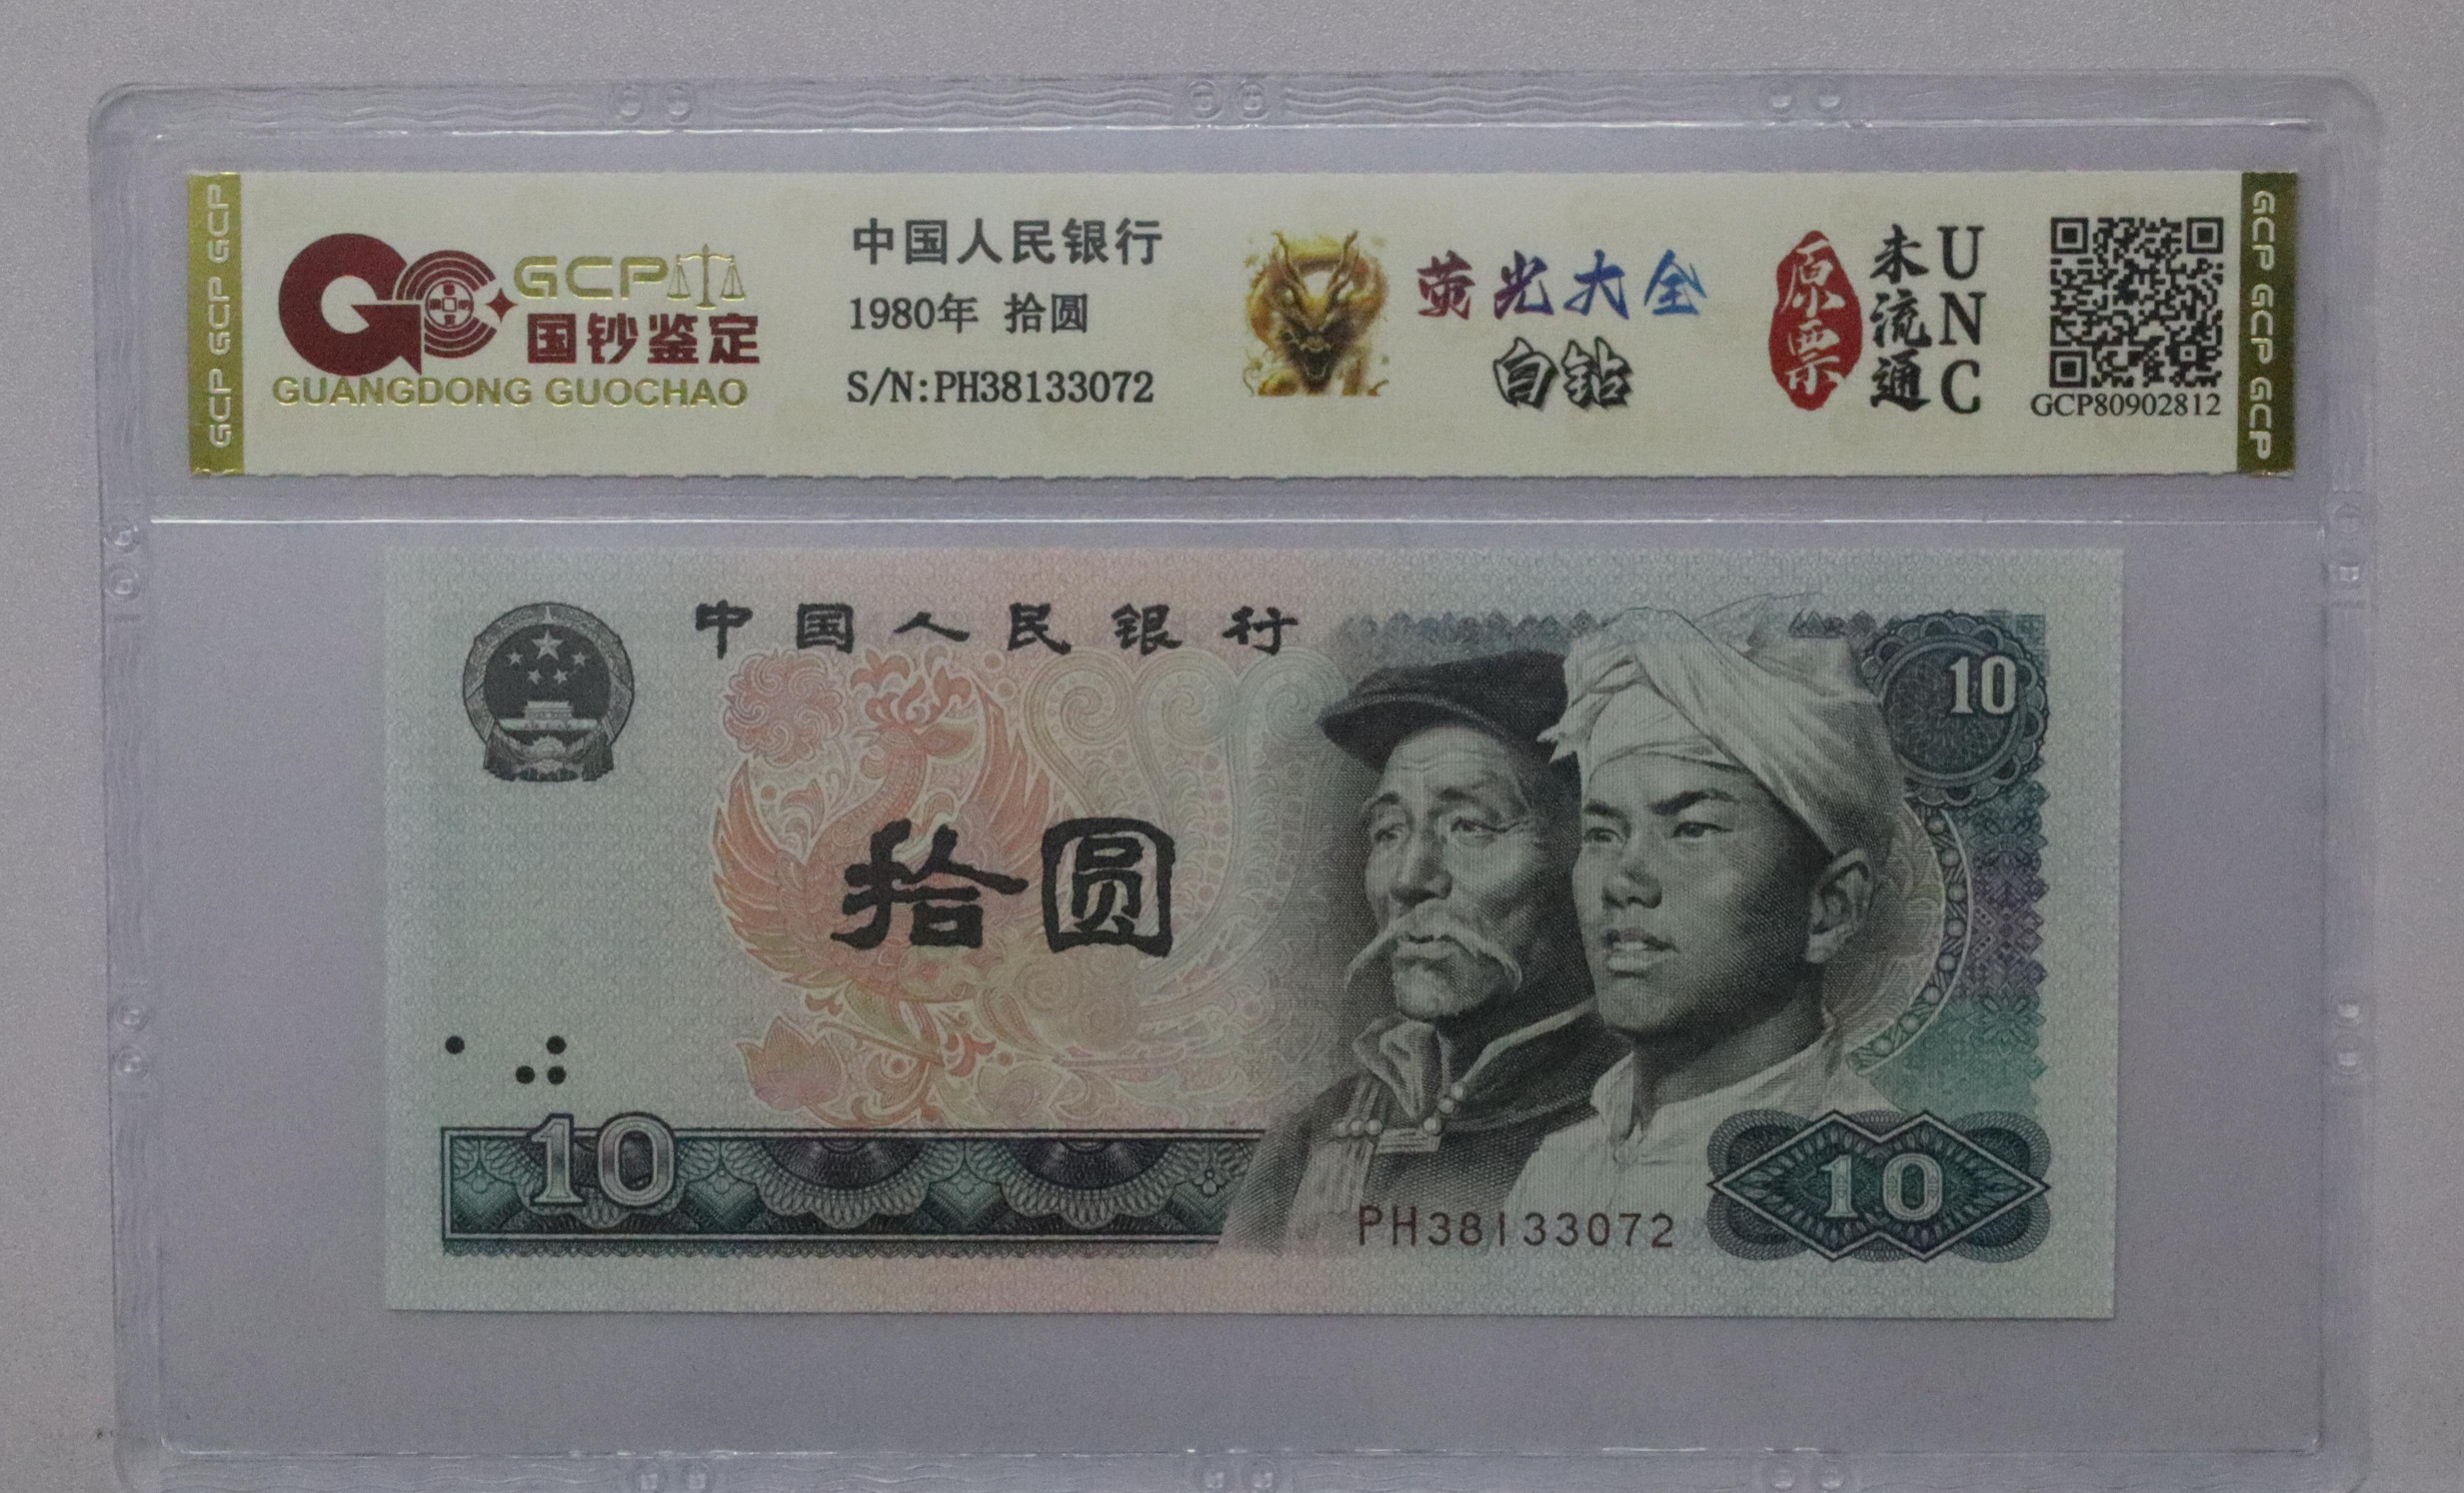 GCP GCP GCP
GCP
国钞鉴定
GUANGDONG GUOCHAO
中国人民银行
1980年 拾圆
S/N:PH38133072
荧光大全
白钻
原票
未流通
UNC
GCP80902812
GCP GCP GCP GCP
中国人民银行
10
拾圆
10
10
PH38133072